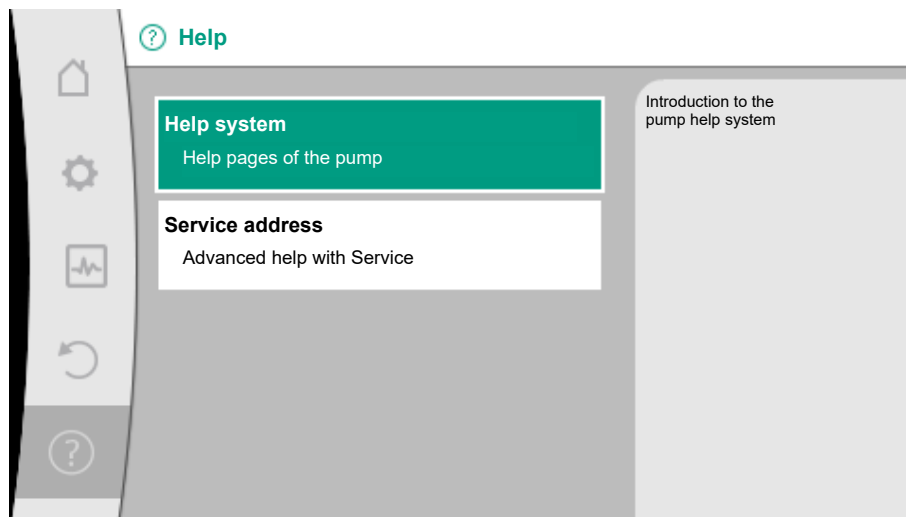 Help
Help system
Help pages of the pump
Service address
Advanced help with Service
Introduction to the
pump help system